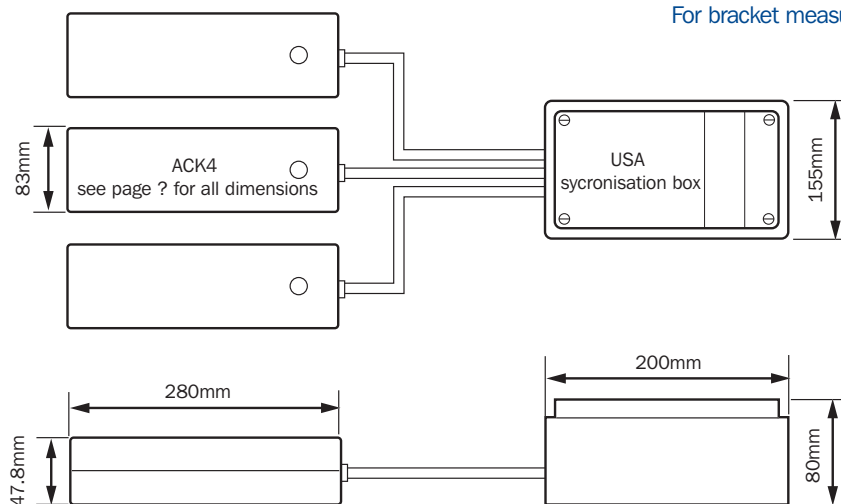 For bracket measu
83mm
ACK4
see page ? for all dimensions
USA
sycronisation box
155mm
280mm
200mm
47.8mm
80mm